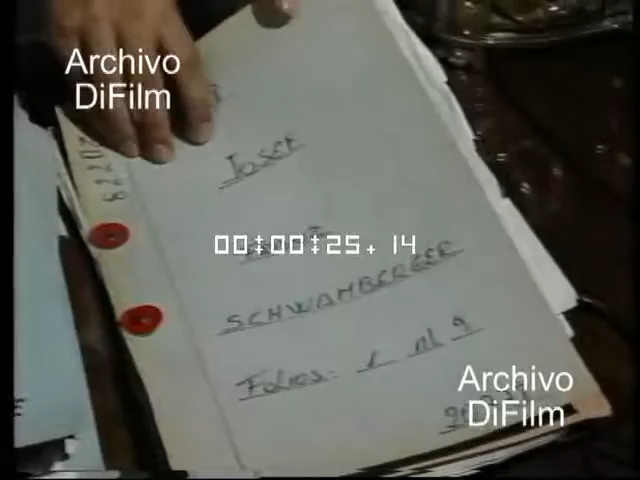 Archivo
DiFilm
JOSEF
00:00:25. 14
SCHWAMBERGER
Folios: 1 al 9
Archivo
DiFilm